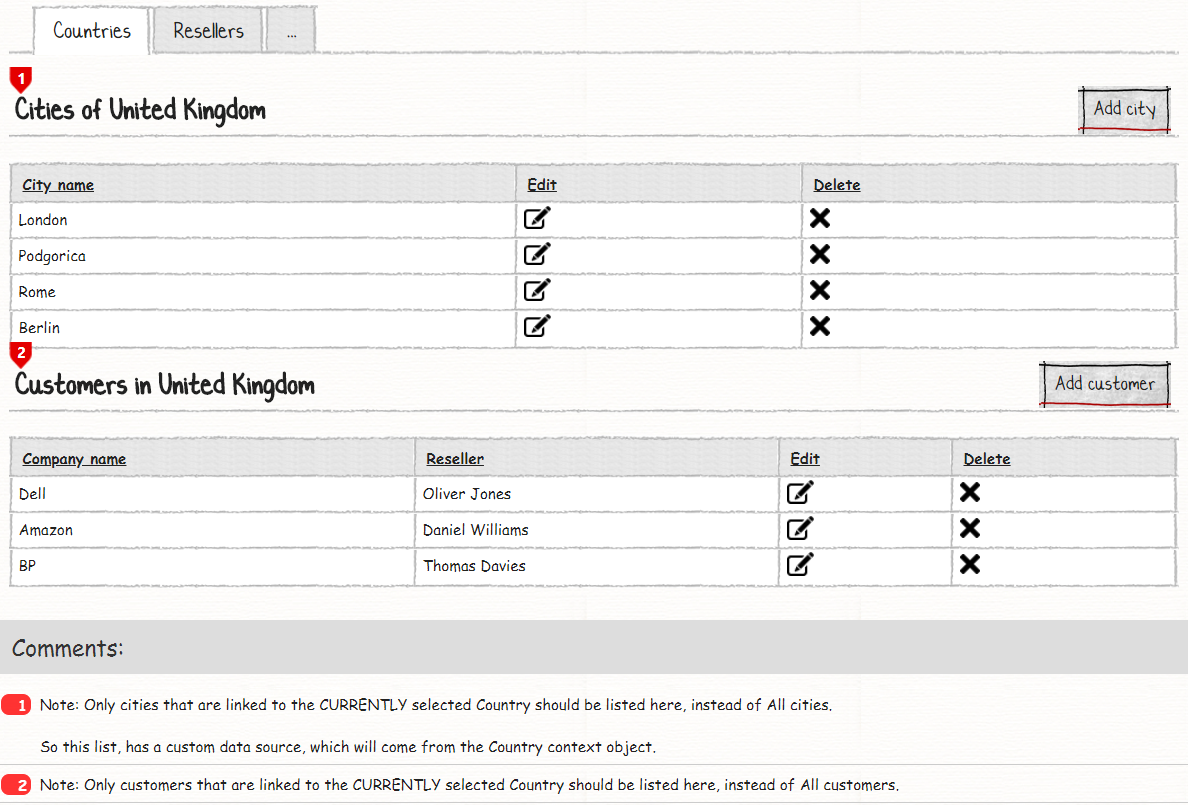 Countries Resellers ...
1
Cities of United Kingdom Add city
City name Edit Delete
London
Podgorica
Rome
Berlin
2
Customers in United Kingdom Add customer
Company name Reseller Edit Delete
Dell Oliver Jones
Amazon Daniel Williams
BP Thomas Davies
Comments:
1 Note: Only cities that are linked to the CURRENTLY selected Country should be listed here, instead of All cities.
So this list, has a custom data source, which will come from the Country context object.
2 Note: Only customers that are linked to the CURRENTLY selected Country should be listed here, instead of All customers.